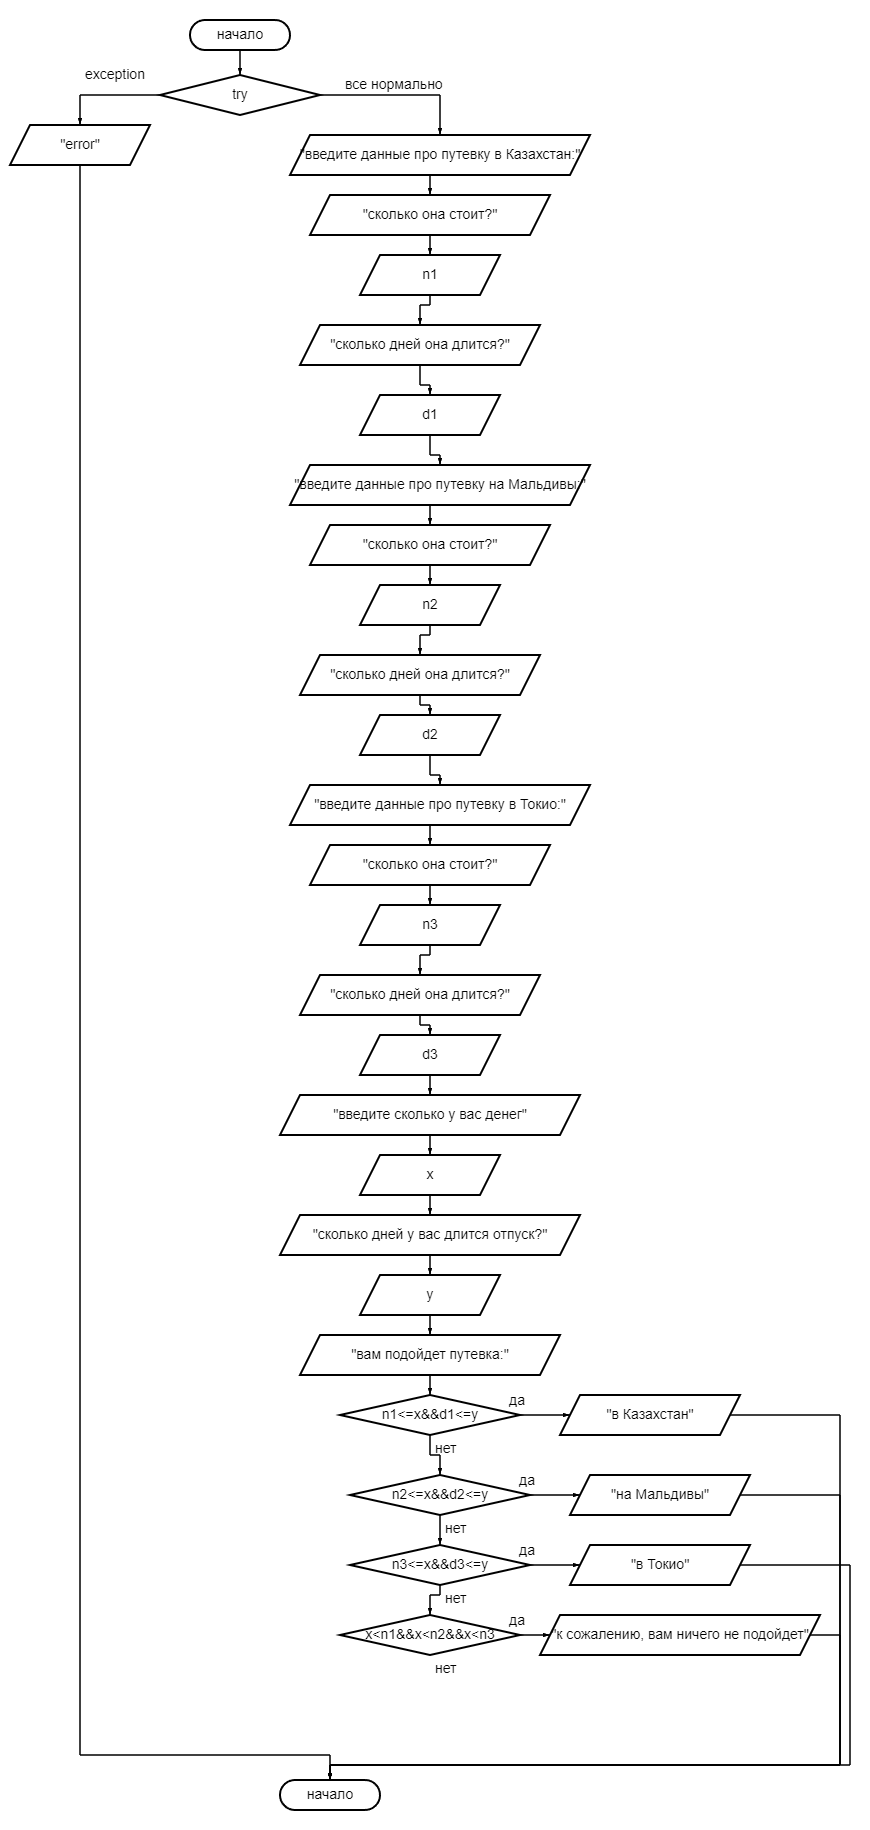 начало
exception
try
все нормально
"error"
"введите данные про путевку в Казахстан:"
"сколько она стоит?"
n1
"сколько дней она длится?"
d1
"введите данные про путевку на Мальдивы:"
"сколько она стоит?"
n2
"сколько дней она длится?"
d2
"введите данные про путевку в Токио:"
"сколько она стоит?"
n3
"сколько дней она длится?"
d3
"введите сколько у вас денег"
x
"сколько дней у вас длится отпуск?"
y
"вам подойдет путевка:"
n1<=x&&d1<=y
да
"в Казахстан"
нет
n2<=x&&d2<=y
да
"на Мальдивы"
нет
n3<=x&&d3<=y
да
"в Токио"
нет
x<n1&&x<n2&&x<n3
да
"к сожалению, вам ничего не подойдет"
нет
начало